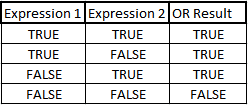 Expression 1 Expression 2 OR Result
TRUE TRUE TRUE
TRUE FALSE TRUE
FALSE TRUE TRUE
FALSE FALSE FALSE